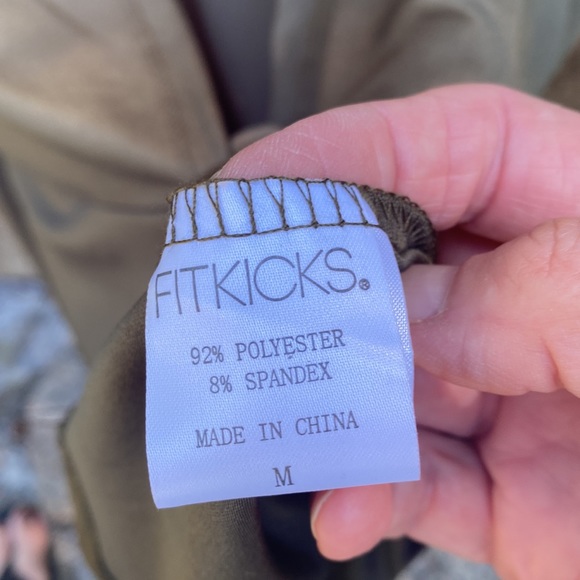 FITKICKS®
92% POLYESTER
8% SPANDEX
MADE IN CHINA
M